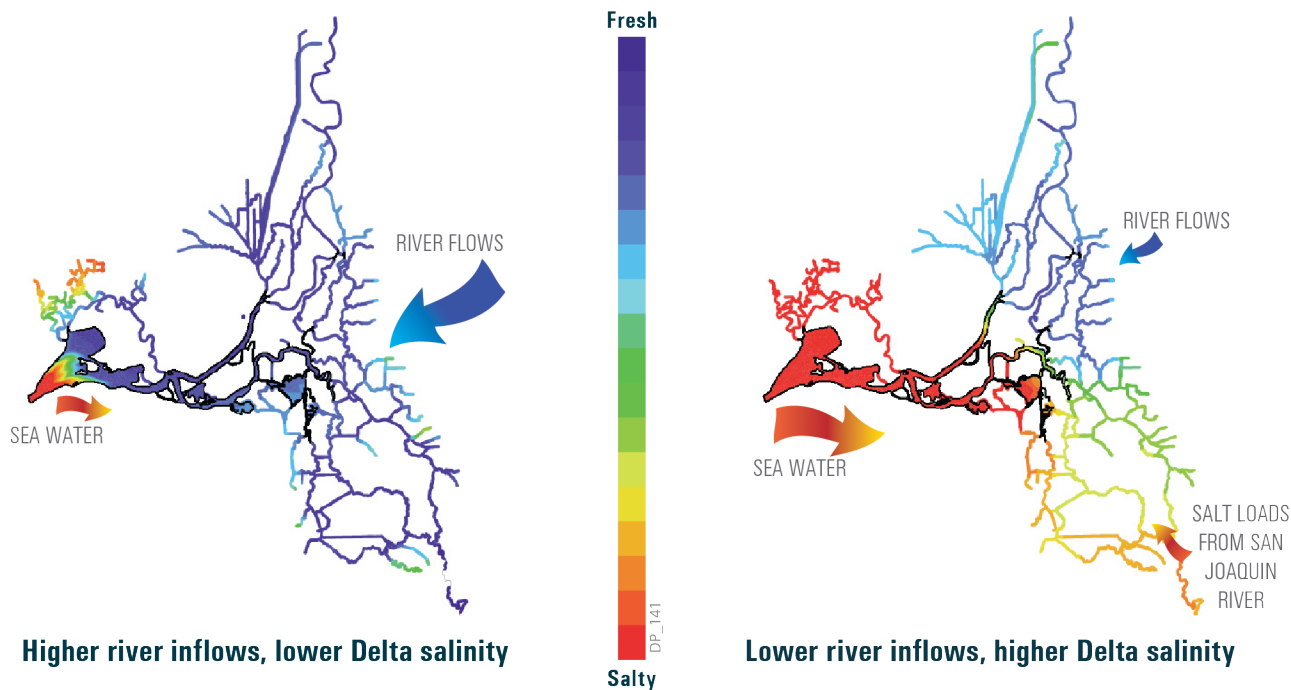 Fresh
RIVER FLOWS
SEA WATER
Higher river inflows, lower Delta salinity
DP_141
Salty
RIVER FLOWS
SEA WATER
SALT LOADS
FROM SAN
JOAQUIN
RIVER
Lower river inflows, higher Delta salinity